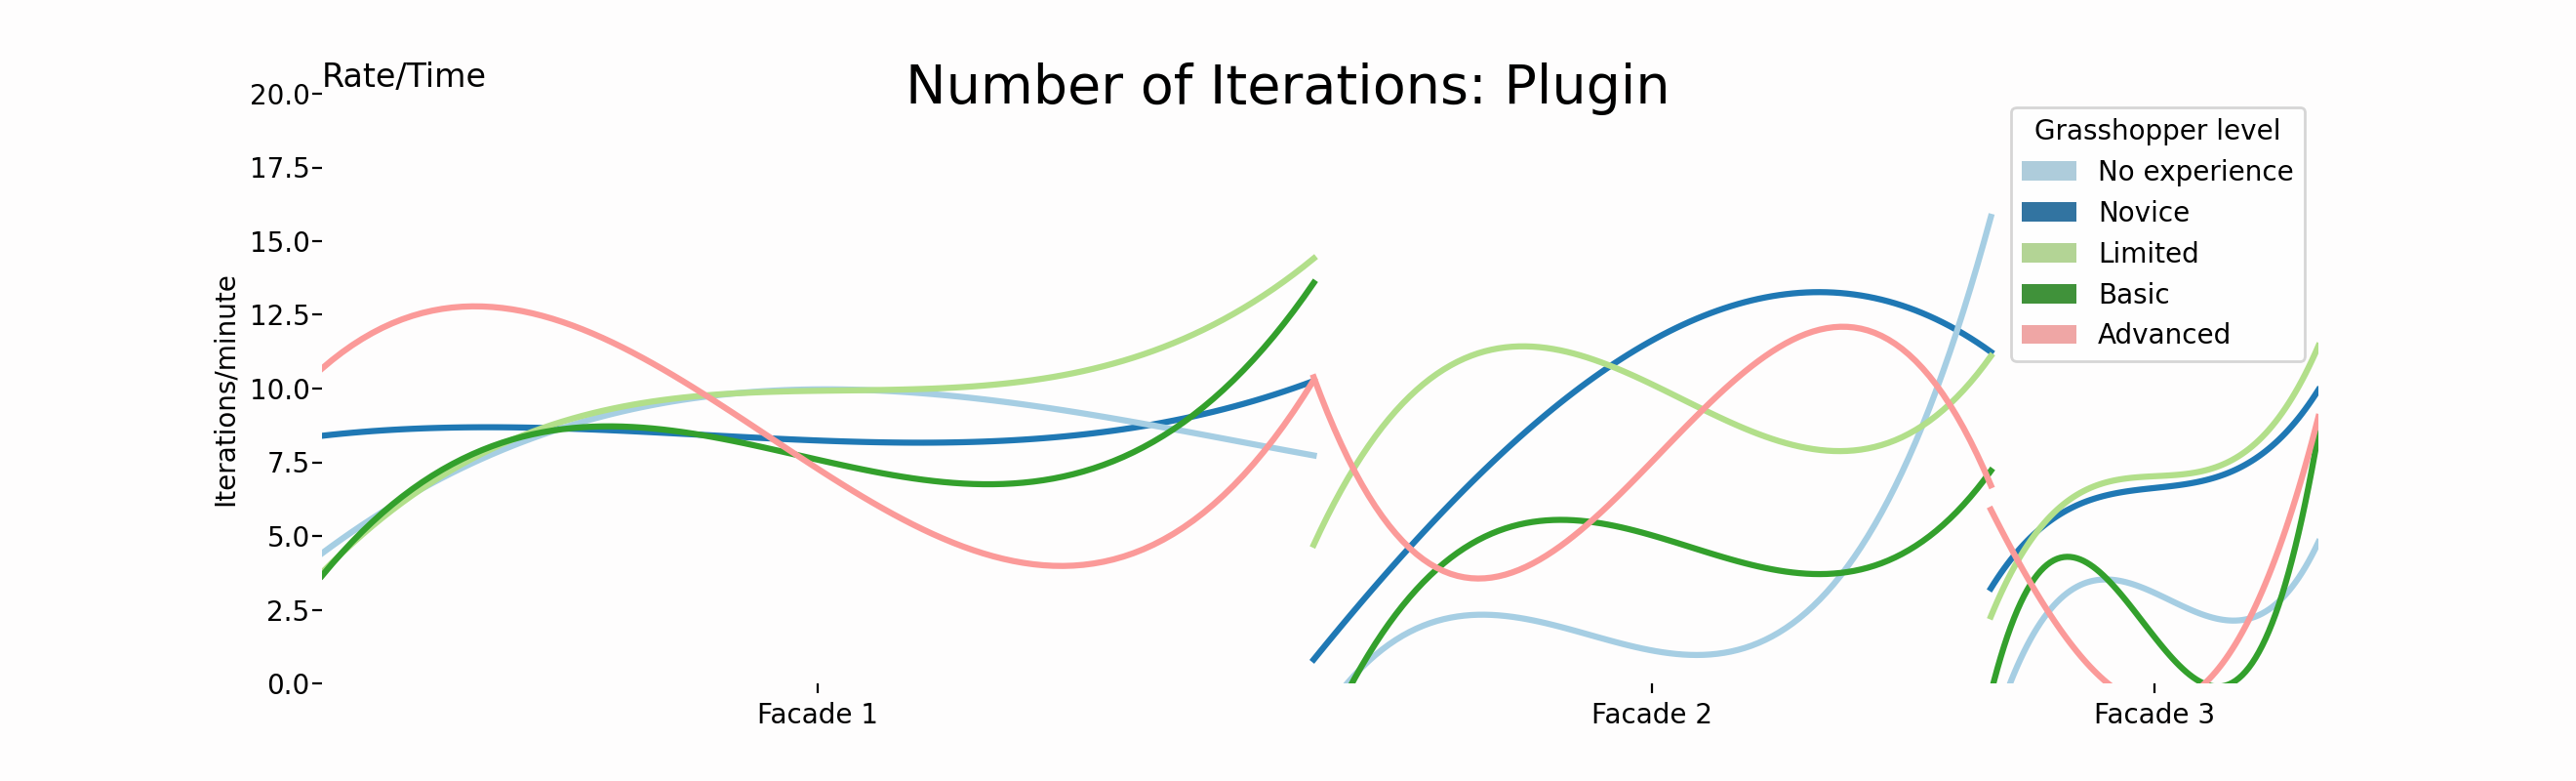 Number of Iterations: Plugin
Rate/Time
20.0
17.5
15.0
12.5
10.0
7.5
5.0
2.5
0.0
Iterations/minute
Grasshopper level
No experience
Novice
Limited
Basic
Advanced
Facade 1
Facade 2
Facade 3